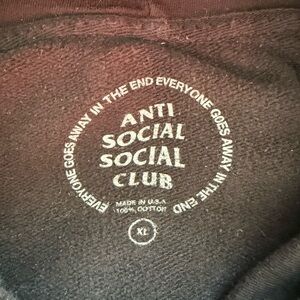 EVERYONE GOES AWAY IN THE END EVERYONE GOES AWAY IN THE END
ANTI
SOCIAL
SOCIAL
CLUB
MADE IN U.S.A
100% COTTON
XL